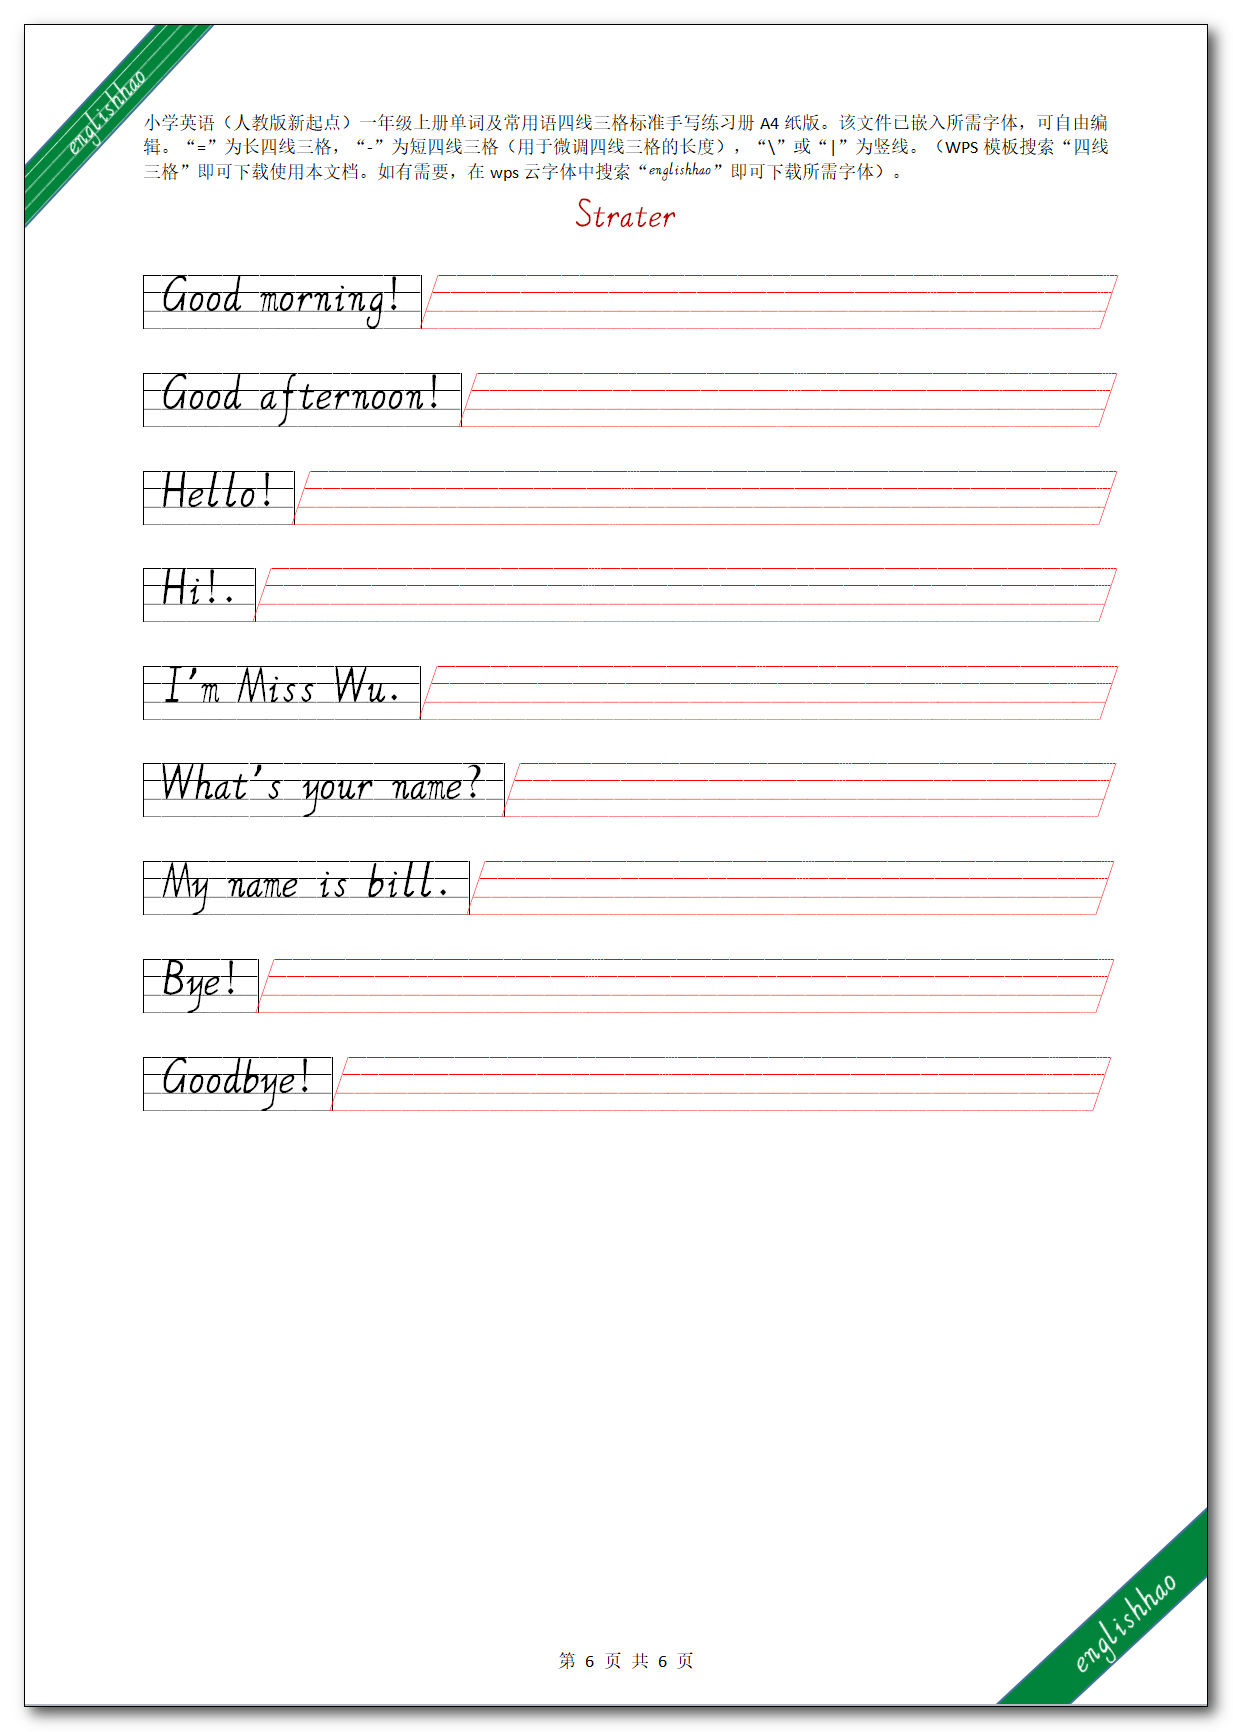 englishhao
小学英语（人教版新起点）一年级上册单词及常用语四线三格标准手写练习册 A4 纸版。该文件已嵌入所需字体，可自由编
辑。“=”为长四线三格，“-”为短四线三格（用于微调四线三格的长度），“\”或“|”为竖线。（WPS 模板搜索“四线
三格”即可下载使用本文档。如有需要，在 wps 云字体中搜索“englishhao”即可下载所需字体）。
Strater
Good morning!
Good afternoon!
Hello!
Hi!.
I'm Miss Wu.
What's your name?
My name is bill.
Bye!
Goodbye!
englishhao
第 6 页 共 6 页